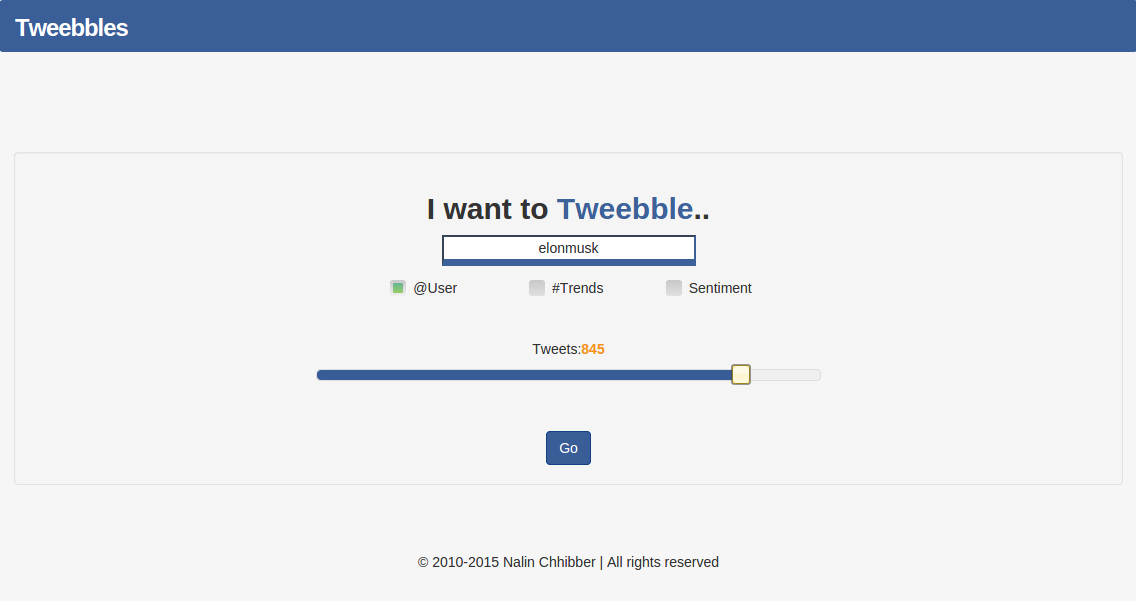 Tweebbles
I want to Tweebble..
elonmusk
@User #Trends Sentiment
Tweets:845
Go
© 2010-2015 Nalin Chhibber | All rights reserved